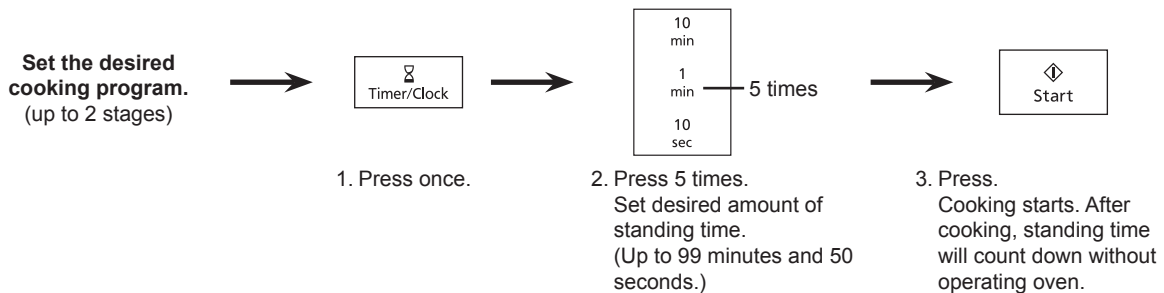 Set the desired
cooking program.
(up to 2 stages)
Timer/Clock
10
min
1
min
5 times
10
sec
Start
1. Press once.
2. Press 5 times.
Set desired amount of
standing time.
(Up to 99 minutes and 50
seconds.)
3. Press.
Cooking starts. After
cooking, standing time
will count down without
operating oven.